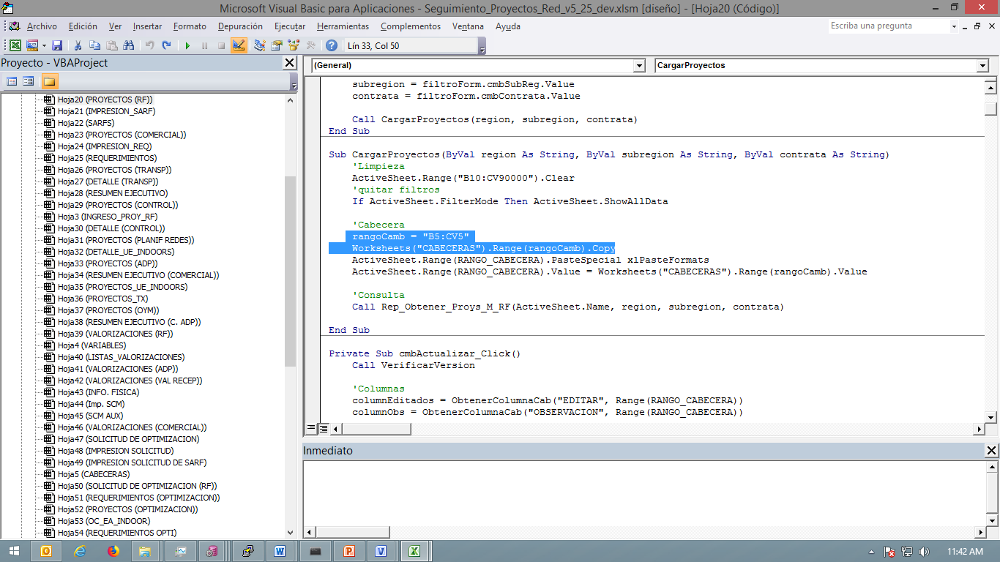 Microsoft Visual Basic para Aplicaciones - Seguimiento_Proyectos_Red_v5_25_dev.xlsm [diseño] - [Hoja20 (Código)]
Archivo Edición Ver Insertar Formato Depuración Ejecutar Herramientas Complementos Ventana Ayuda
Escriba una pregunta
Lín 33, Col 50
Proyecto - VBAProject
Hoja20 (PROYECTOS (RF))
Hoja21 (IMPRESION_SARF)
Hoja22 (SARFS)
Hoja23 (PROYECTOS (COMERCIAL))
Hoja24 (IMPRESION_REQ)
Hoja25 (REQUERIMIENTOS)
Hoja26 (PROYECTOS (TRANSP))
Hoja27 (DETALLE (TRANSP))
Hoja28 (RESUMEN EJECUTIVO)
Hoja29 (PROYECTOS (CONTROL))
Hoja3 (INGRESO_PROY_RF)
Hoja30 (DETALLE (CONTROL))
Hoja31 (PROYECTOS (PLANIF REDES))
Hoja32 (DETALLE_UE_INDOORS)
Hoja33 (PROYECTOS (ADP))
Hoja34 (RESUMEN EJECUTIVO (COMERCIAL))
Hoja35 (PROYECTOS_UE_INDOORS)
Hoja36 (PROYECTOS_TX)
Hoja37 (PROYECTOS (OYM))
Hoja38 (RESUMEN EJECUTIVO (C. ADP))
Hoja39 (VALORIZACIONES (RF))
Hoja4 (VARIABLES)
Hoja40 (LISTAS_VALORIZACIONES)
Hoja41 (VALORIZACIONES (ADP))
Hoja42 (VALORIZACIONES (VAL RECEP))
Hoja43 (INFO. FISICA)
Hoja44 (Imp. SCM)
Hoja45 (SCM AUX)
Hoja46 (VALORIZACIONES (COMERCIAL))
Hoja47 (SOLICITUD DE OPTIMIZACION)
Hoja48 (IMPRESION SOLICITUD)
Hoja49 (IMPRESION SOLICITUD DE SARF)
Hoja5 (CABECERAS)
Hoja50 (SOLICITUD DE OPTIMIZACION (RF))
Hoja51 (REQUERIMIENTOS (OPTIMIZACION))
Hoja52 (PROYECTOS (OPTIMIZACION))
Hoja53 (OC_EA_INDOOR)
Hoja54 (REQUERIMIENTOS OPTI)
(General)
CargarProyectos
subregion = filtroForm.cmbSubReg.Value
contrata = filtroForm.cmbContrata.Value
Call CargarProyectos(region, subregion, contrata)
End Sub
Sub CargarProyectos(ByVal region As String, ByVal subregion As String, ByVal contrata As String)
'Limpieza
ActiveSheet.Range("B10:CV90000").Clear
'quitar filtros
If ActiveSheet.FilterMode Then ActiveSheet.ShowAllData
'Cabecera
rangoCamb = "B5:CV5"
Worksheets("CABECERAS").Range(rangoCamb).Copy
ActiveSheet.Range(RANGO_CABECERA).PasteSpecial xlPasteFormats
ActiveSheet.Range(RANGO_CABECERA).Value = Worksheets("CABECERAS").Range(rangoCamb).Value
'Consulta
Call Rep_Obtener_Proys_M_RF(ActiveSheet.Name, region, subregion, contrata)
End Sub
Private Sub cmbActualizar_Click()
Call VerificarVersion
'Columnas
columnEditados = ObtenerColumnaCab("EDITAR", Range(RANGO_CABECERA))
columnObs = ObtenerColumnaCab("OBSERVACION", Range(RANGO_CABECERA))
Inmediato
11:42 AM